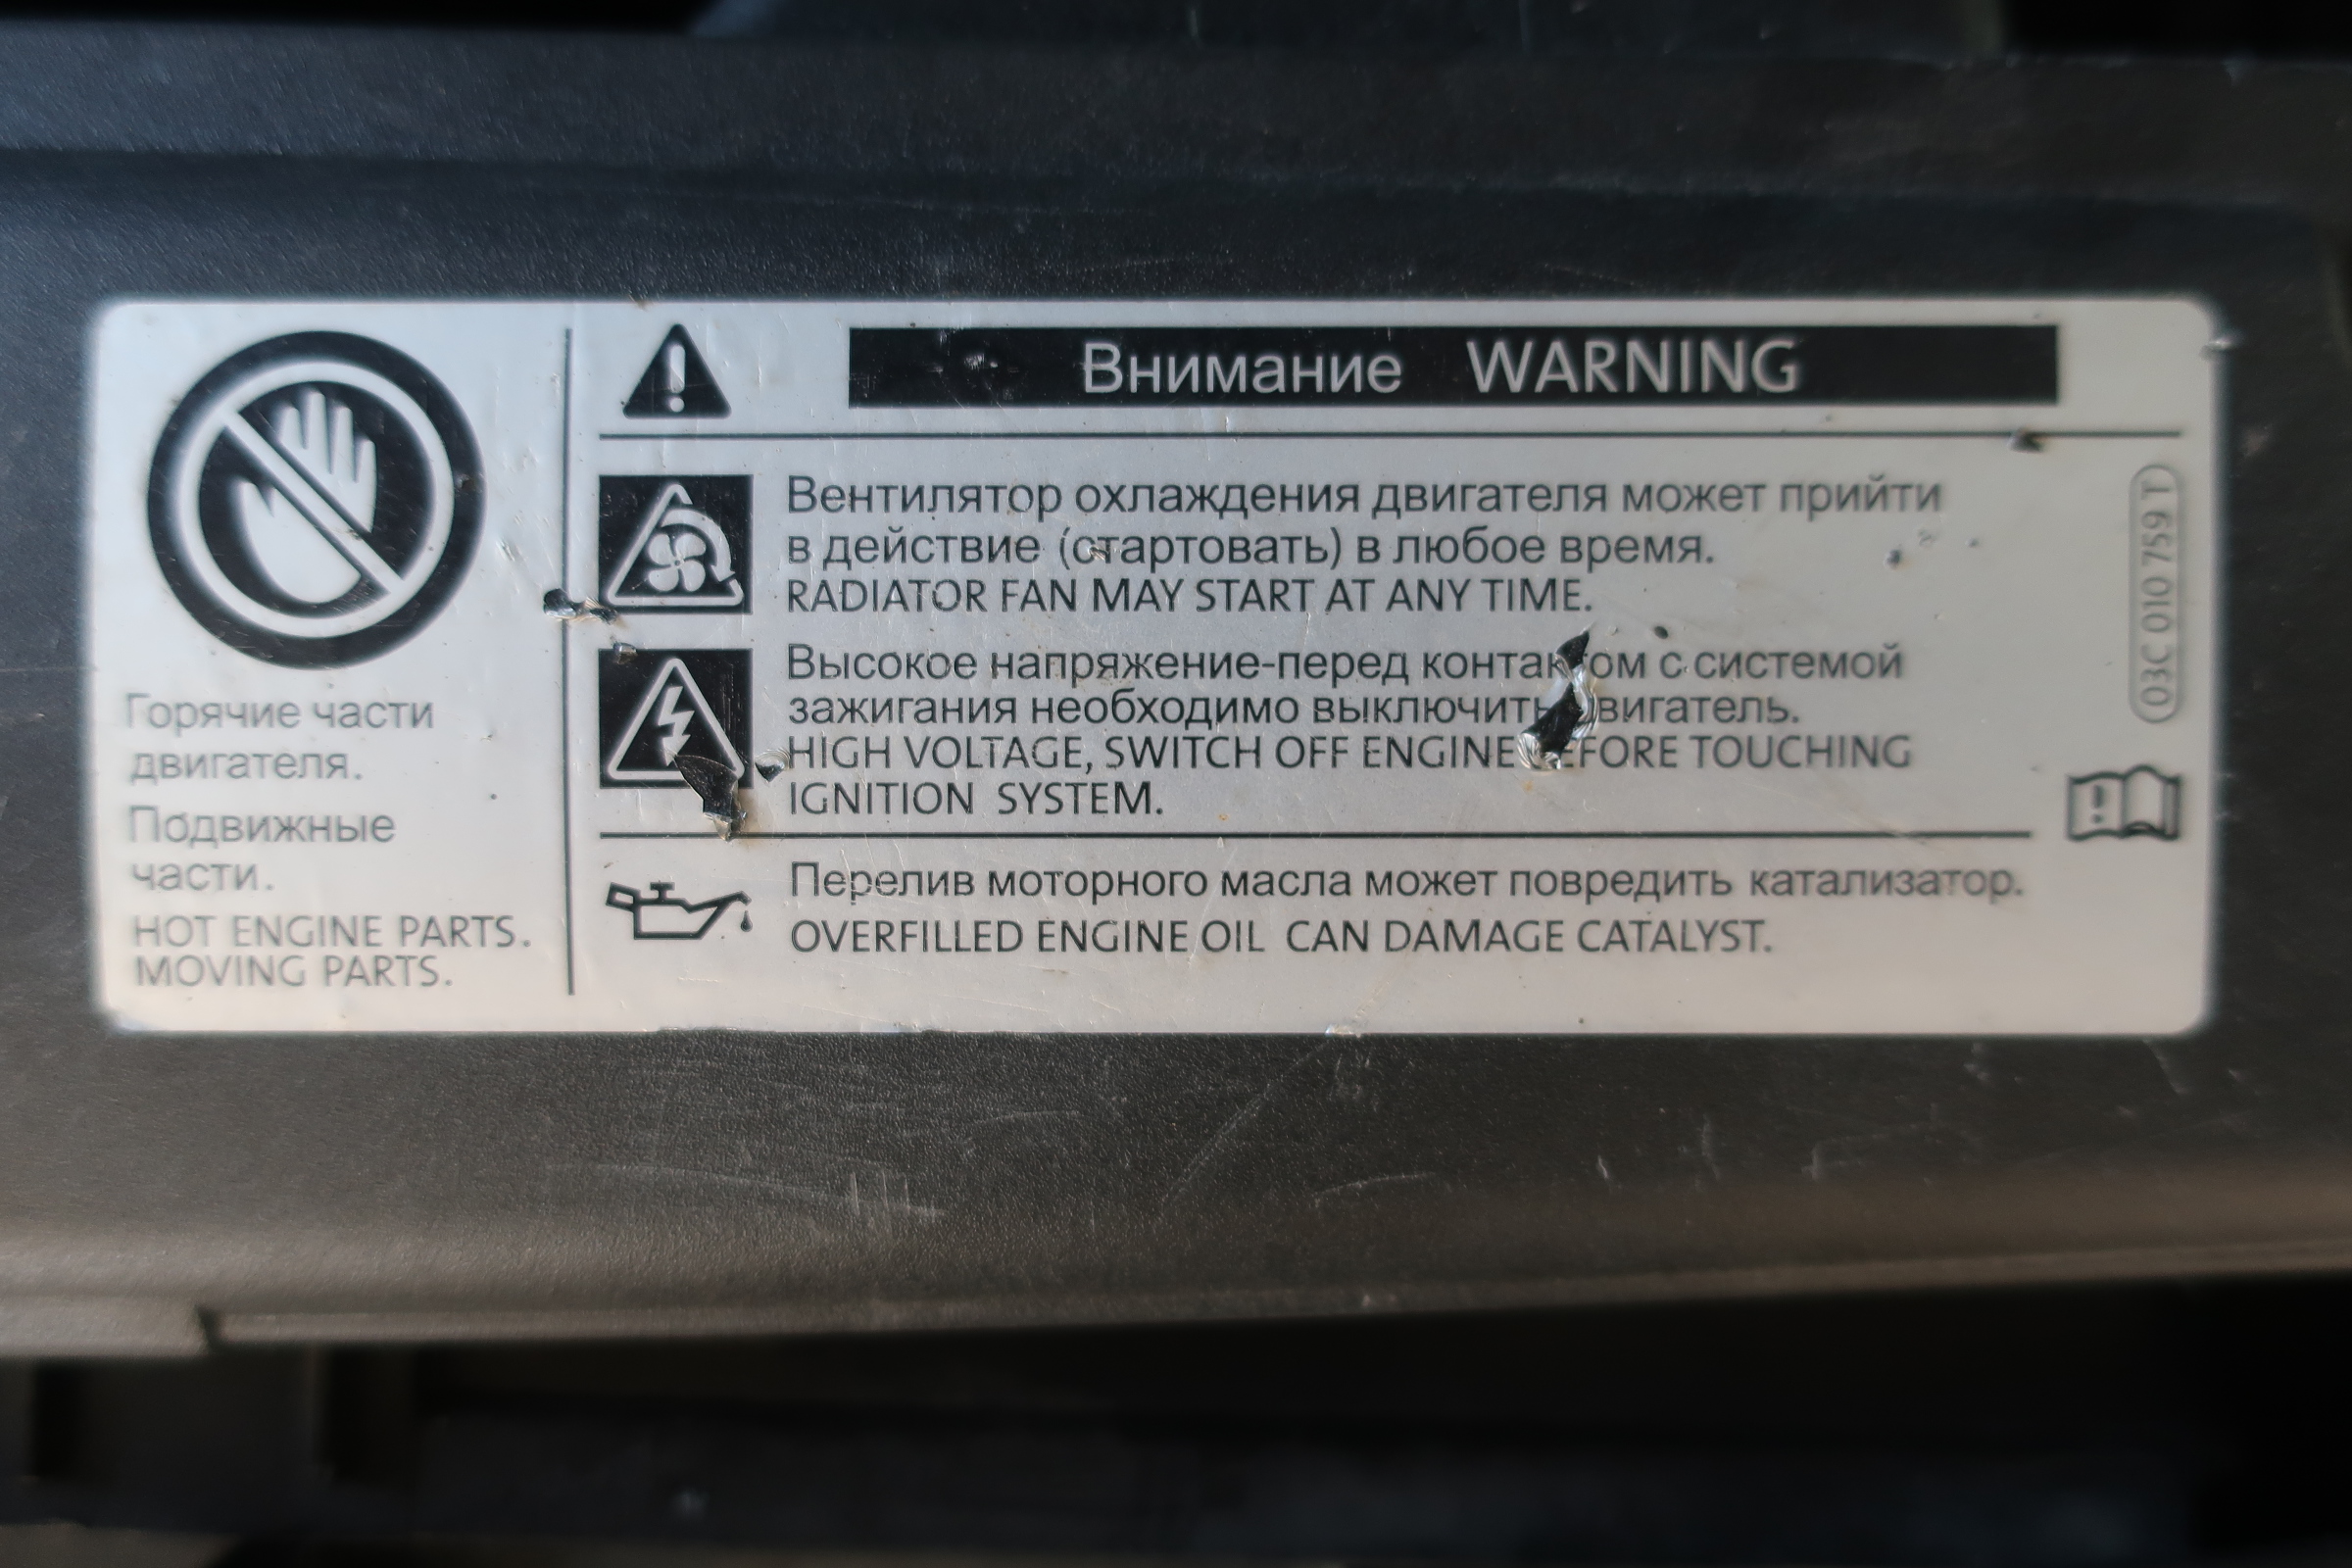 Внимание WARNING
Вентилятор охлаждения двигателя может прийти
в действие (стартовать) в любое время.
RADIATOR FAN MAY START AT ANY TIME.
Высокое напряжение-перед контактом с системой
зажигания необходимо выключить двигатель.
HIGH VOLTAGE, SWITCH OFF ENGINE BEFORE TOUCHING
IGNITION SYSTEM.
Перелив моторного масла может повредить катализатор.
OVERFILLED ENGINE OIL CAN DAMAGE CATALYST.
Горячие части
двигателя.
Подвижные
части.
HOT ENGINE PARTS.
MOVING PARTS.
03C 010 759 T